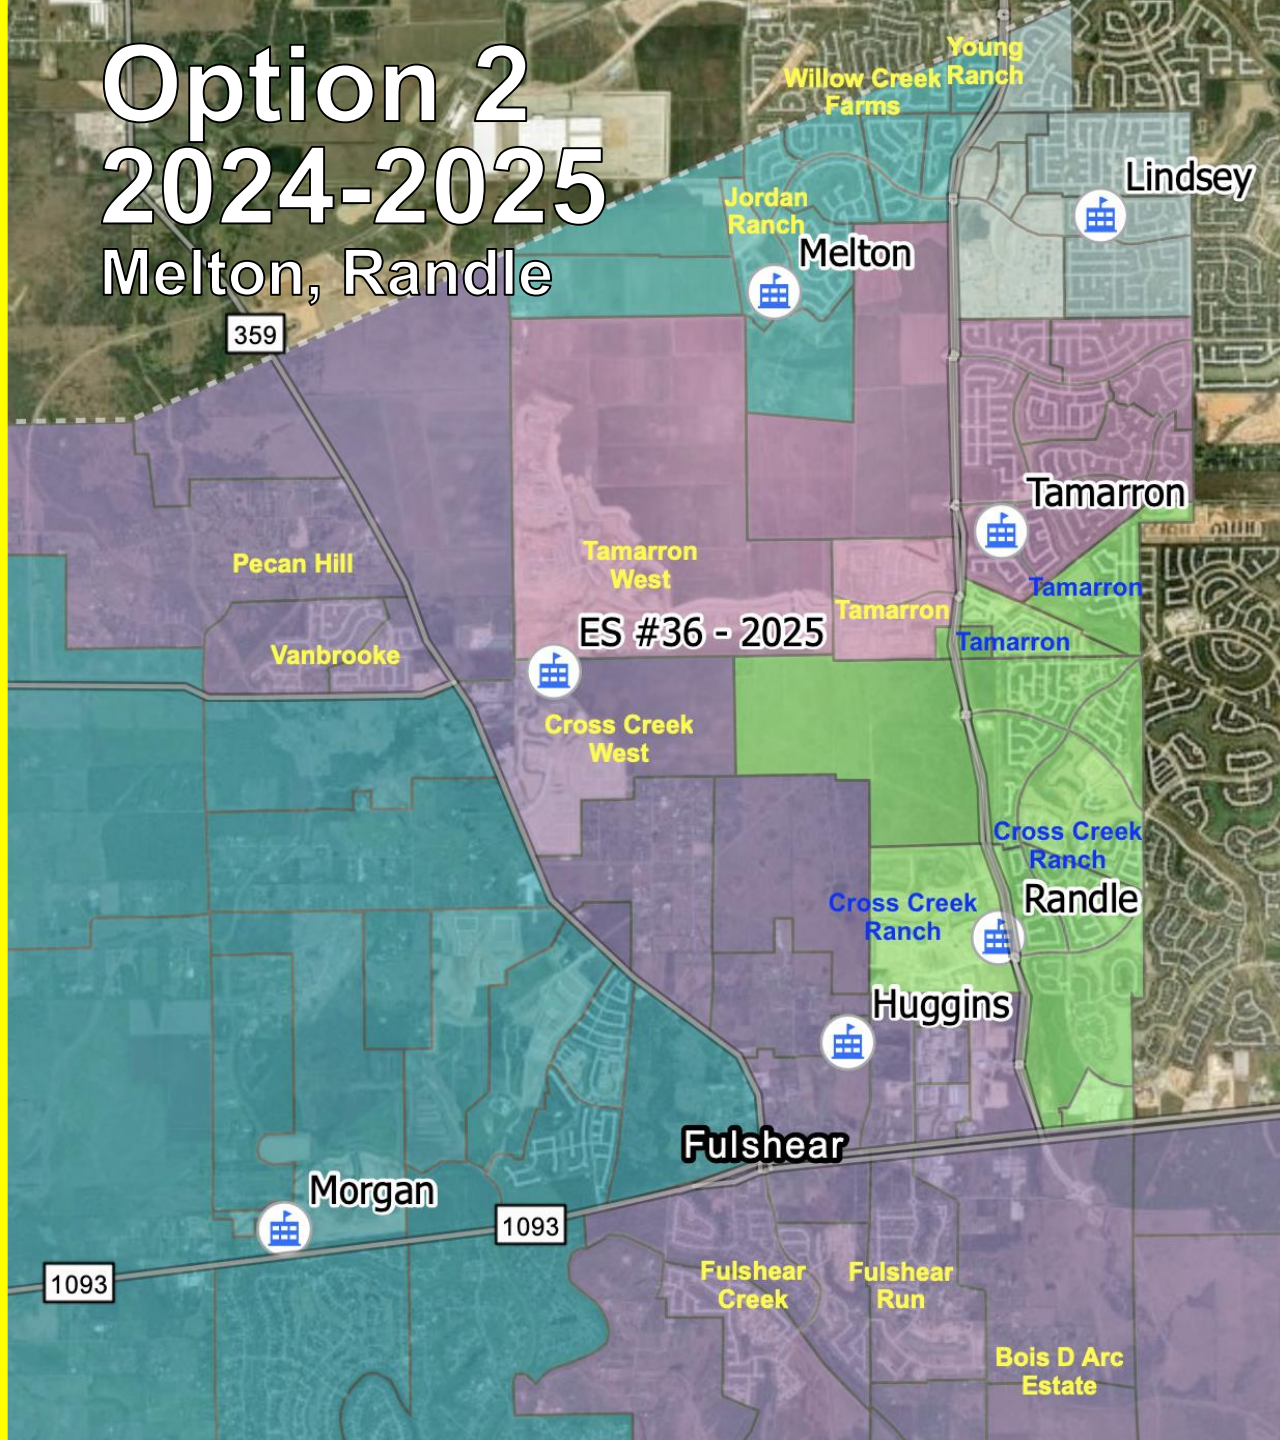 Option 2
2024-2025
Melton, Randle
Young
Ranch
Willow Creek
Farms
Lindsey
Jordan
Ranch
Melton
359
Tamarron
Pecan Hill
Tamarron
West
Tamarron
Tamarron
ES #36 - 2025
Tamarron
Vanbrooke
Cross Creek
West
Cross Creek
Ranch
Randle
Cross Creek
Ranch
Huggins
Fulshear
Morgan
1093
1093
Fulshear
Creek
Fulshear
Run
Bois D Arc
Estate